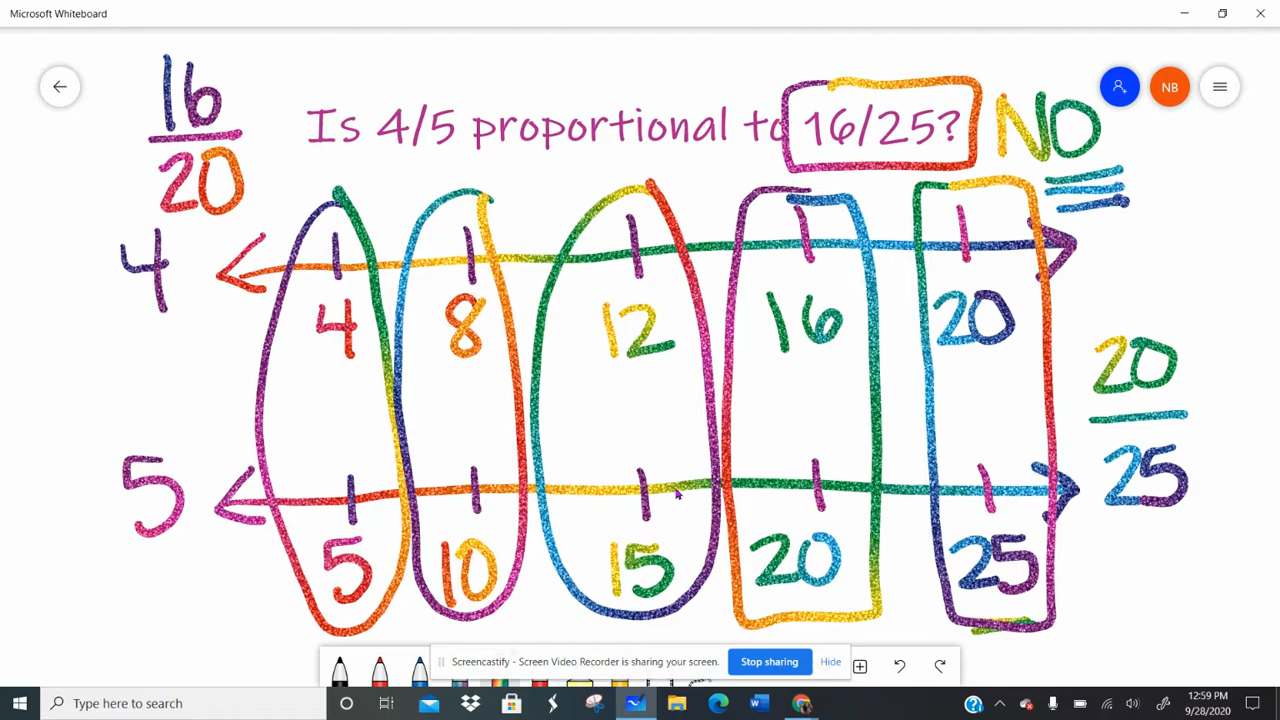 Microsoft Whiteboard
16
20
Is 4/5 proportional to 16/25?
NO
NB
4
4 8 12 16 20
20
25
5
5 10 15 20 25
Screencastify - Screen Video Recorder is sharing your screen.
Stop sharing
Hide
Type here to search
12:59 PM
9/28/2020